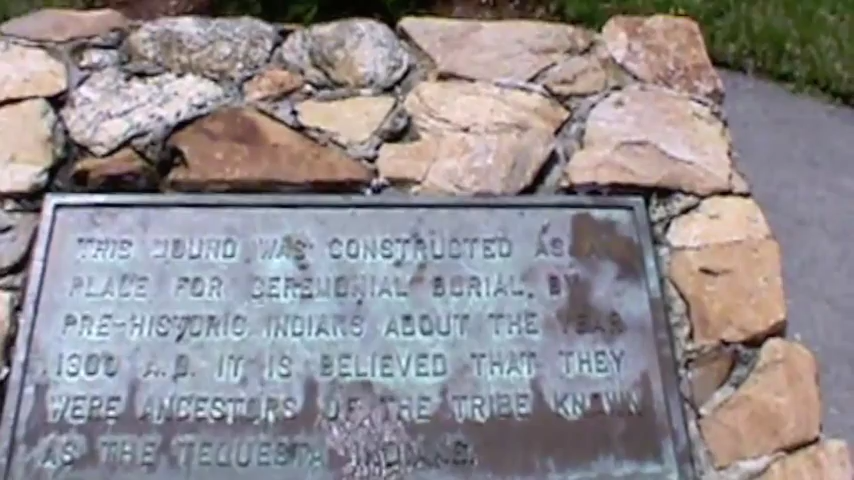 THIS MOUND WAS CONSTRUCTED AS A
PLACE FOR CEREMONIAL BURIAL, BY
PRE-HISTORIC INDIANS ABOUT THE YEAR
1300 A.D. IT IS BELIEVED THAT THEY
WERE ANCESTORS OF THE TRIBE KNOWN
AS THE TEQUESTA INDIANS.